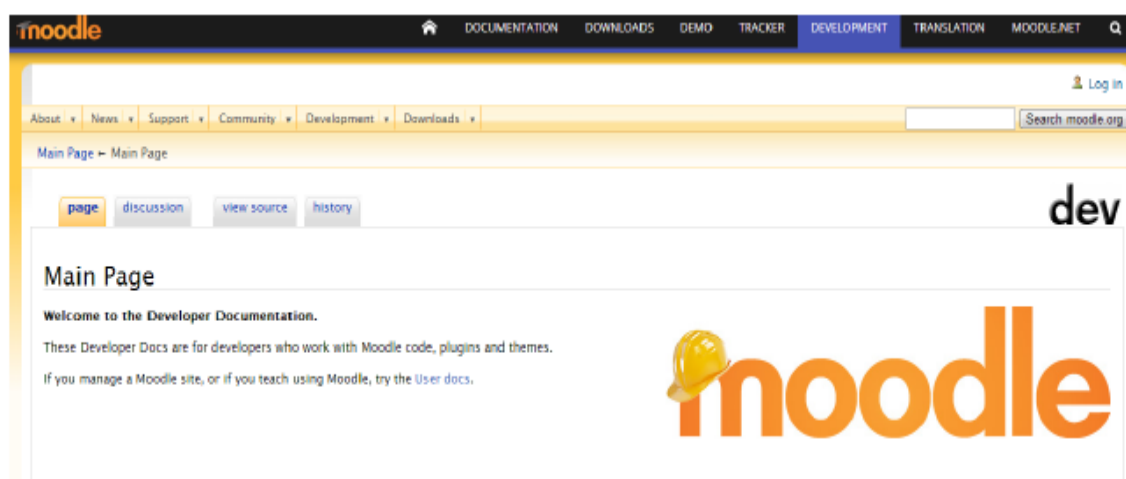 moodle DOCUMENTATION DOWNLOADS DEMO TRACKER DEVELOPMENT TRANSLATION MOODLE.NET
Log in
About News Support Community Development Downloads Search moodle.org
Main Page ► Main Page
page discussion view source history
dev
Main Page
Welcome to the Developer Documentation.
These Developer Docs are for developers who work with Moodle code, plugins and themes.
If you manage a Moodle site, or if you teach using Moodle, try the User docs.
moodle